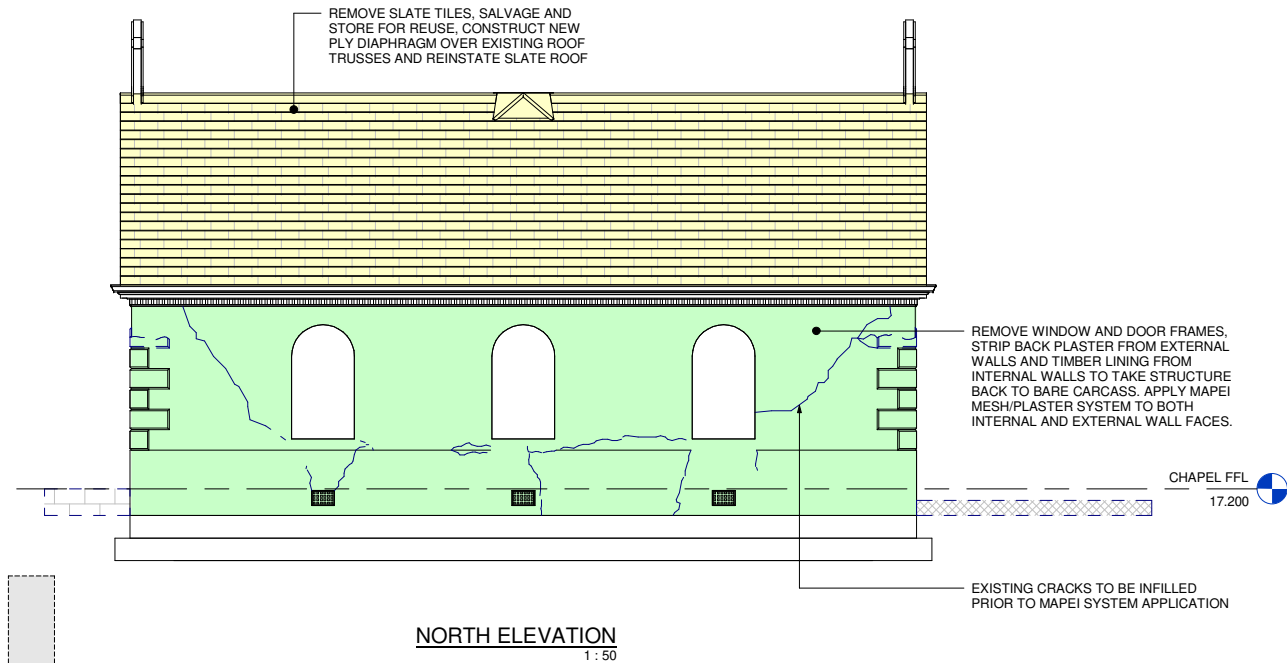 REMOVE SLATE TILES, SALVAGE AND
STORE FOR REUSE, CONSTRUCT NEW
PLY DIAPHRAGM OVER EXISTING ROOF
TRUSSES AND REINSTATE SLATE ROOF
REMOVE WINDOW AND DOOR FRAMES,
STRIP BACK PLASTER FROM EXTERNAL
WALLS AND TIMBER LINING FROM
INTERNAL WALLS TO TAKE STRUCTURE
BACK TO BARE CARCASS. APPLY MAPEI
MESH/PLASTER SYSTEM TO BOTH
INTERNAL AND EXTERNAL WALL FACES.
CHAPEL FFL
17.200
EXISTING CRACKS TO BE INFILLED
PRIOR TO MAPEI SYSTEM APPLICATION
NORTH ELEVATION
1 : 50